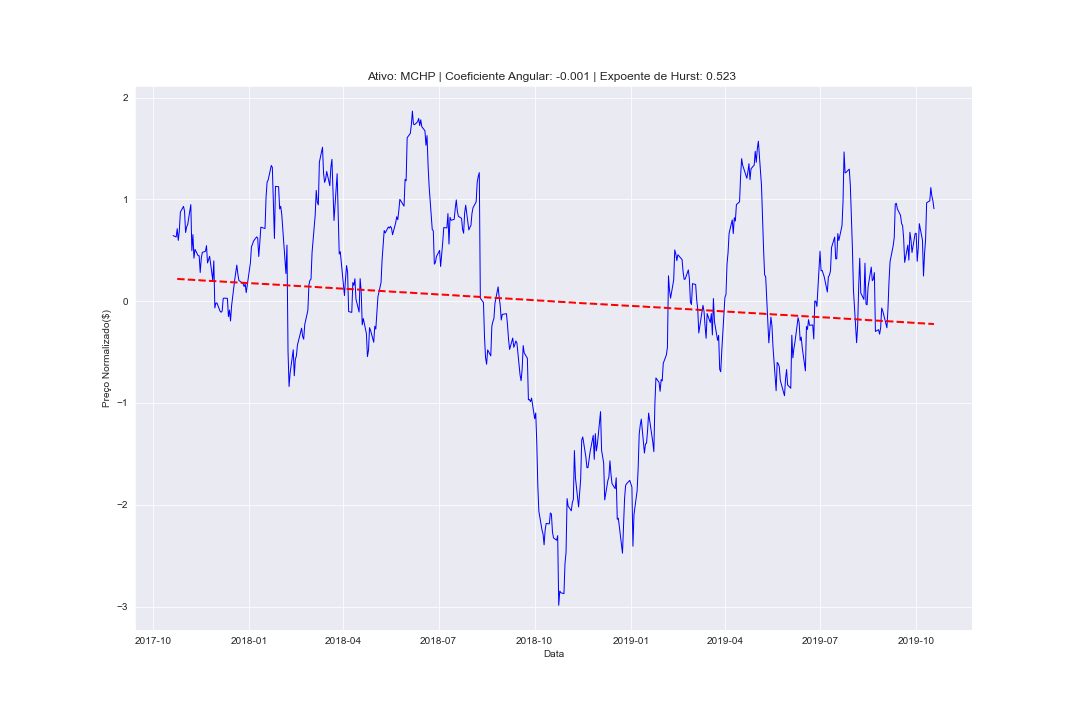 Ativo: MCHP | Coeficiente Angular: -0.001 | Expoente de Hurst: 0.523
2
1
0
−1
−2
−3
Preço Normalizado($)
2017-10 2018-01 2018-04 2018-07 2018-10 2019-01 2019-04 2019-07 2019-10
Data